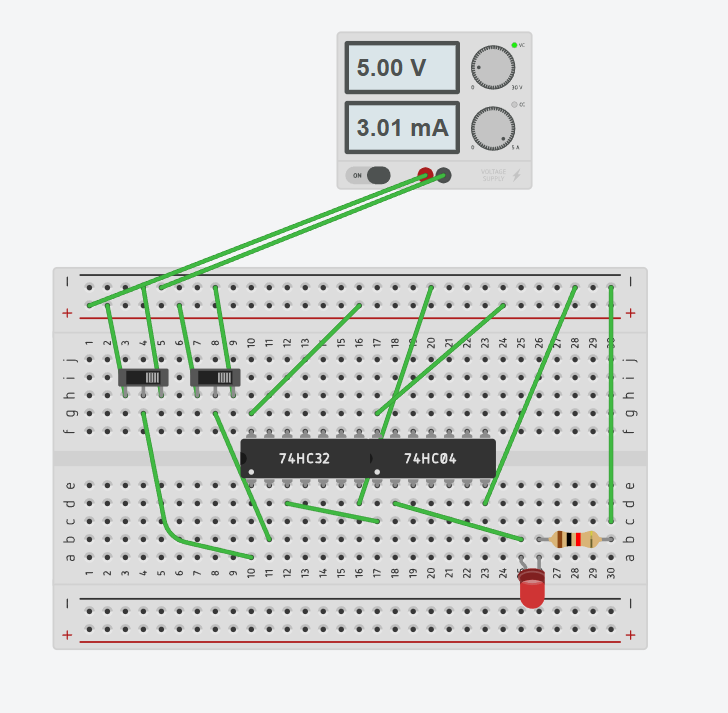 5.00 V
VC
0 30 V
CC
3.01 mA
0 5 A
ON
VOLTAGE
SUPPLY
− −
+ +
1 2 3 4 5 6 7 8 9 10 11 12 13 14 15 16 17 18 19 20 21 22 23 24 25 26 27 28 29 30
j j
i i
h h
g g
f f
74HC32 74HC04
e e
d d
c c
b b
a a
1 2 3 4 5 6 7 8 9 10 11 12 13 14 15 16 17 18 19 20 21 22 23 24 25 26 27 28 29 30
− −
+ +